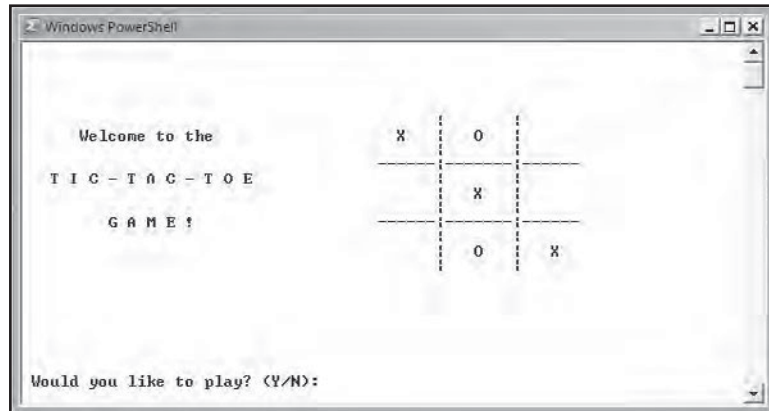 Windows PowerShell
Welcome to the
T I C - T A C - T O E
G A M E !
X O
X
O X
Would you like to play? (Y/N):